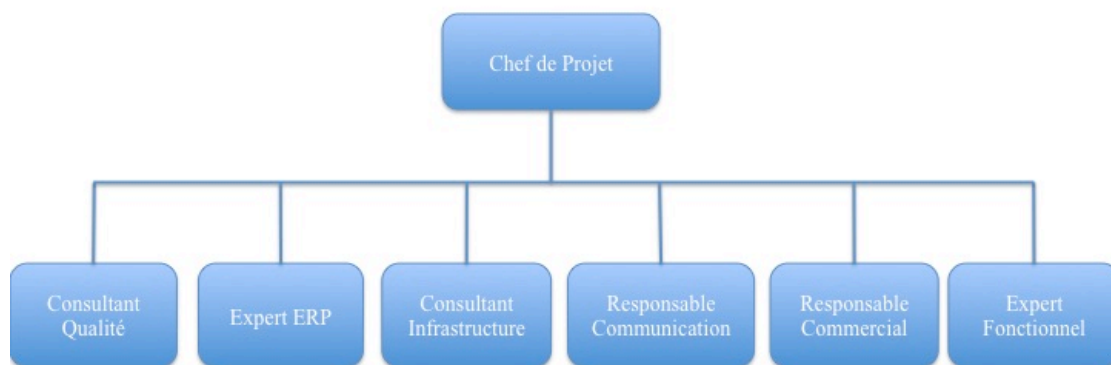 Chef de Projet
Consultant
Qualité
Expert ERP
Consultant
Infrastructure
Responsable
Communication
Responsable
Commercial
Expert
Fonctionnel